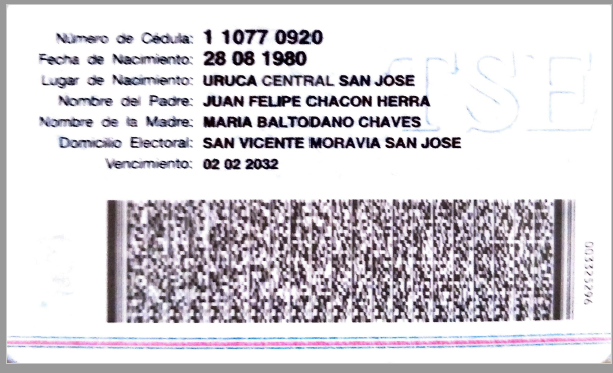 Número de Cédula: 1 1077 0920
Fecha de Nacimiento: 28 08 1980
Lugar de Nacimiento: URUCA CENTRAL SAN JOSE
Nombre del Padre: JUAN FELIPE CHACON HERRA
Nombre de la Madre: MARIA BALTODANO CHAVES
Domicilio Electoral: SAN VICENTE MORAVIA SAN JOSE
Vencimiento: 02 02 2032
TSE